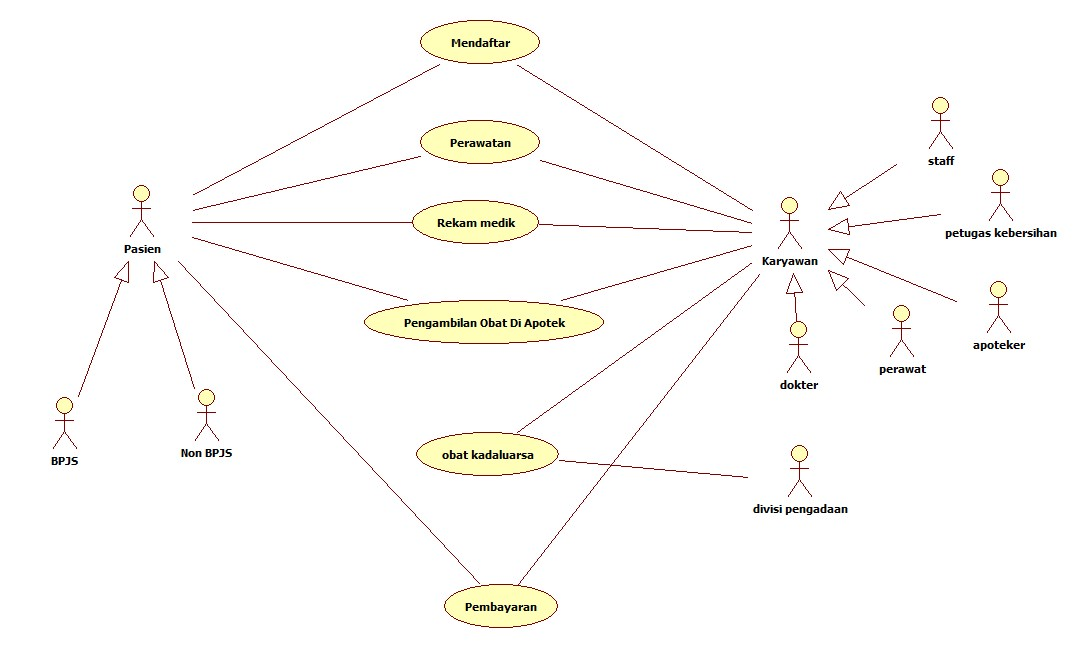 Mendaftar
Perawatan
staff
Rekam medik
petugas kebersihan
Pasien
Karyawan
Pengambilan Obat Di Apotek
apoteker
perawat
dokter
BPJS
Non BPJS
obat kadaluarsa
divisi pengadaan
Pembayaran